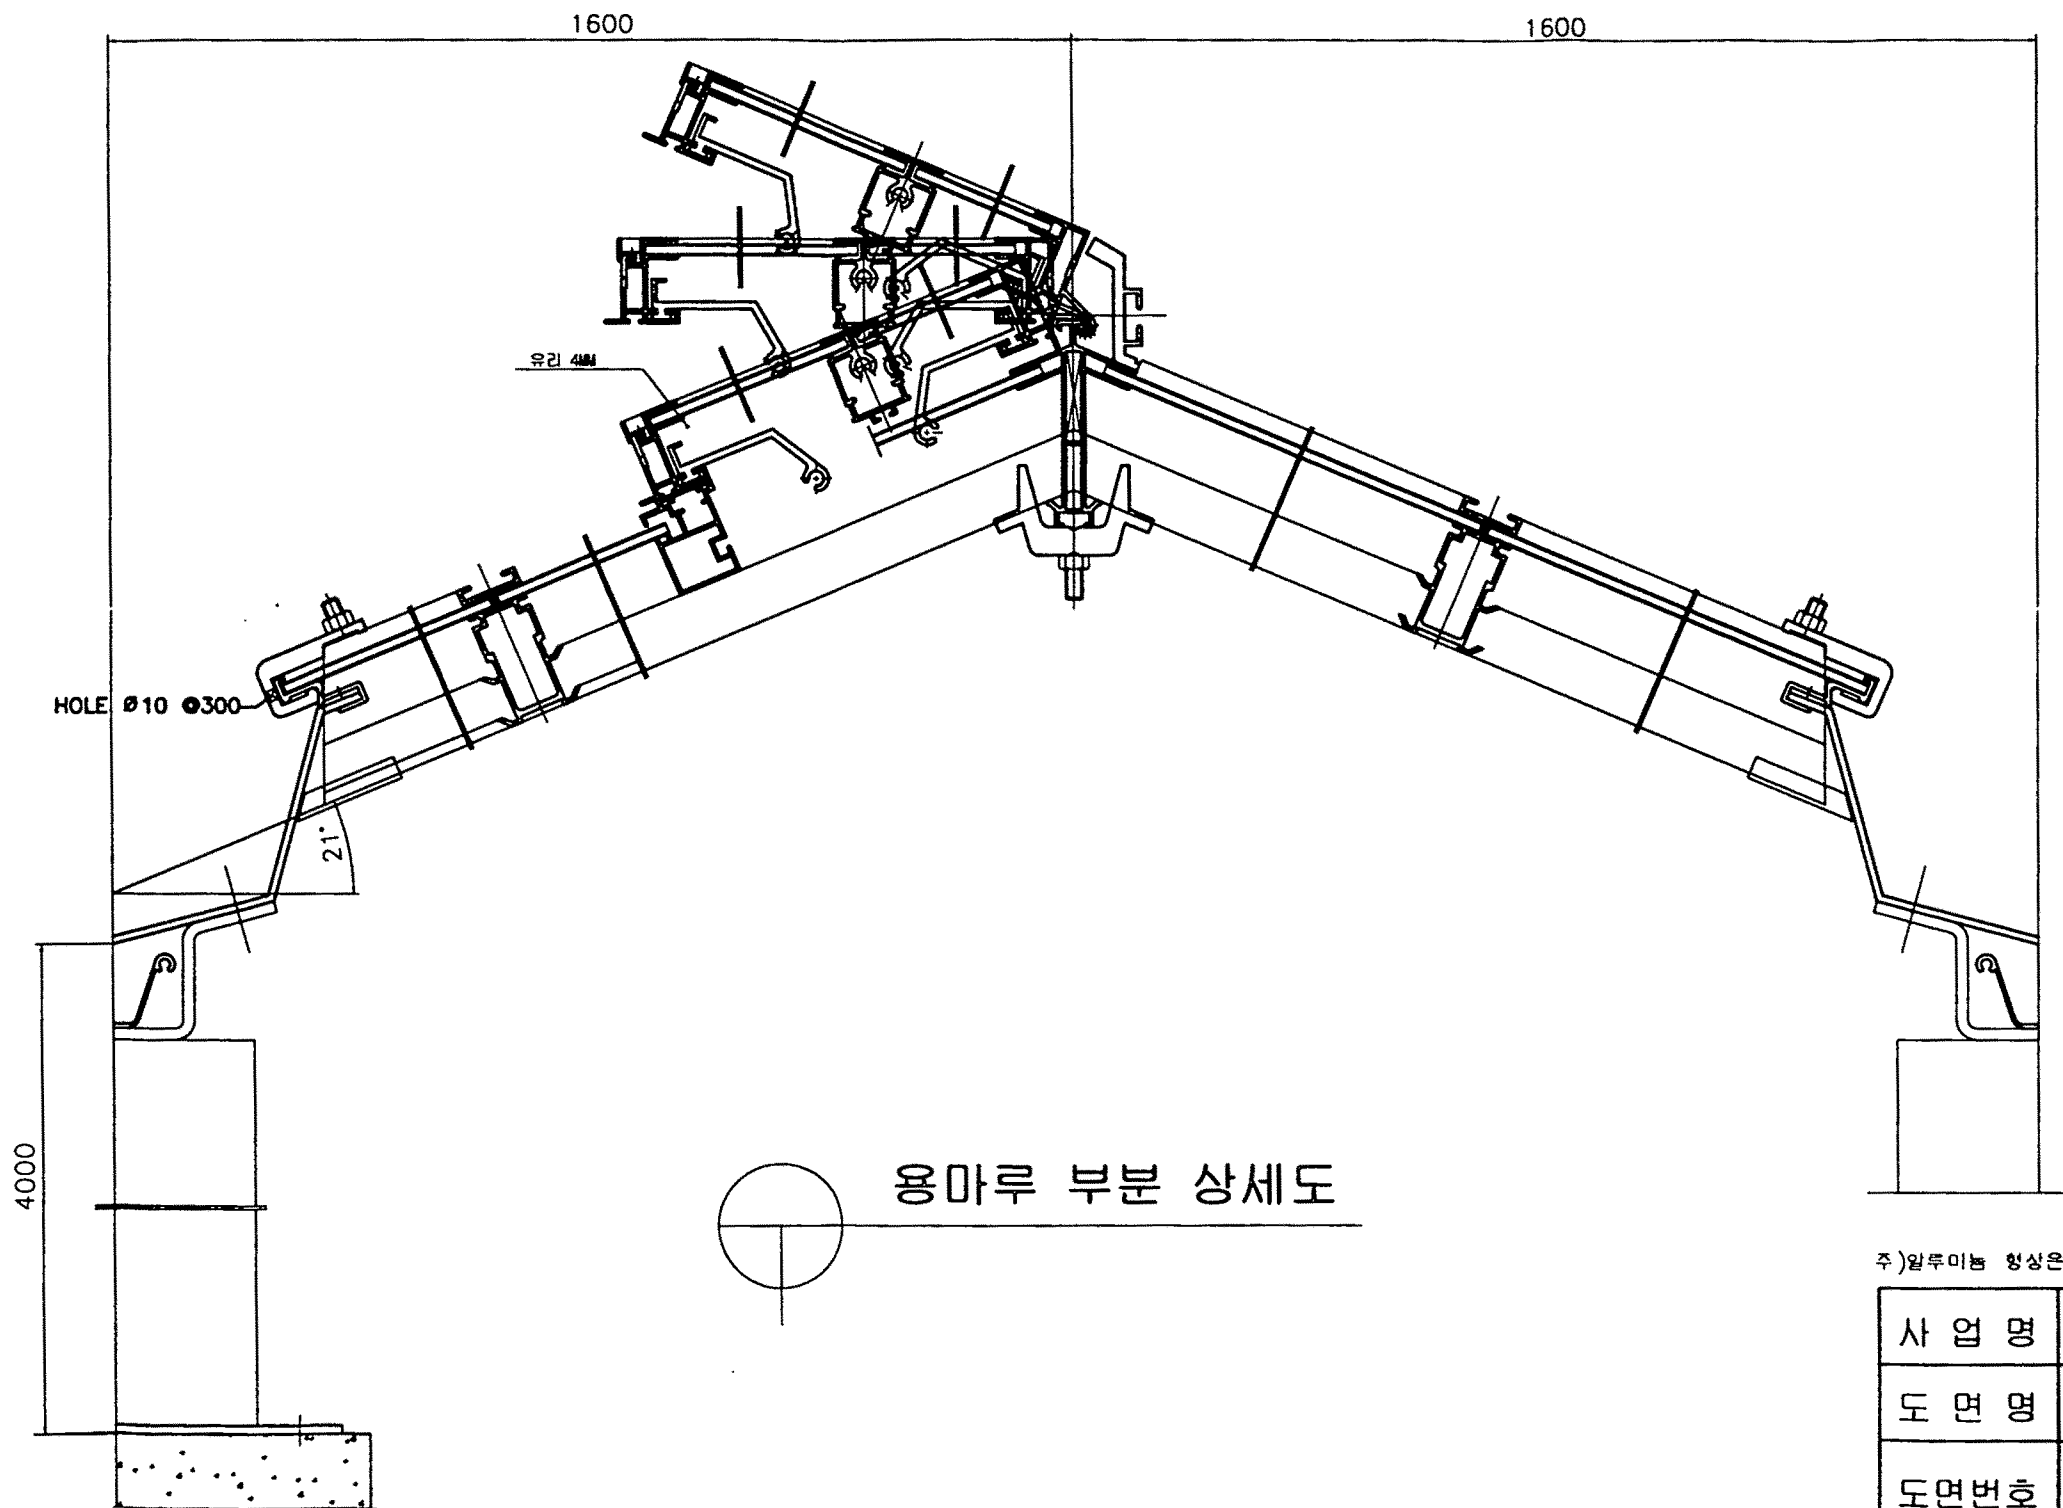 1600
1600
유리 4MM
HOLE Ø10 @300
21°
4000
용마루 부분 상세도
주)알루미늄 형상은
사 업 명
도 면 명
도면번호